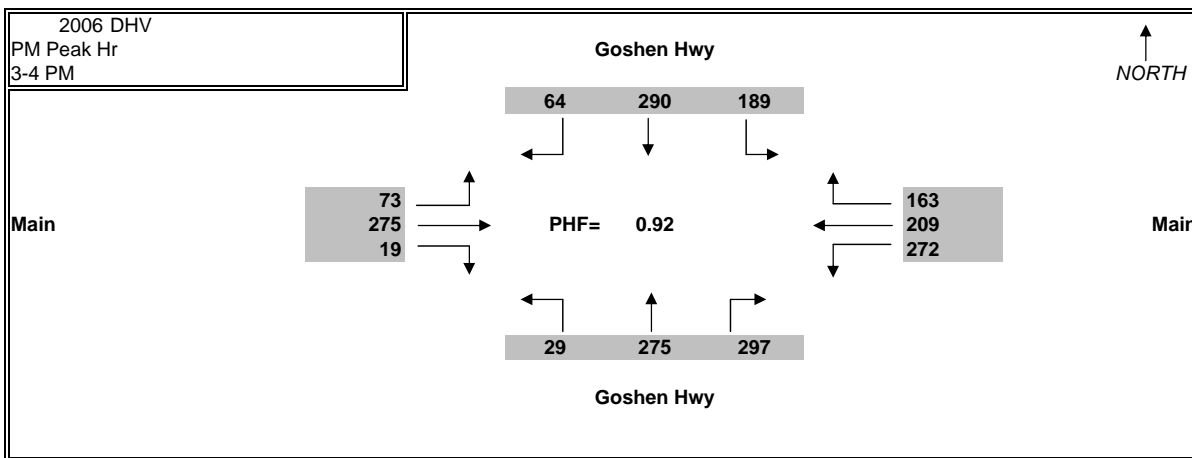 2006 DHV
PM Peak Hr
3-4 PM
Goshen Hwy
NORTH
64 290 189
73
275
19
Main
PHF= 0.92
163
209
272
Main
29 275 297
Goshen Hwy